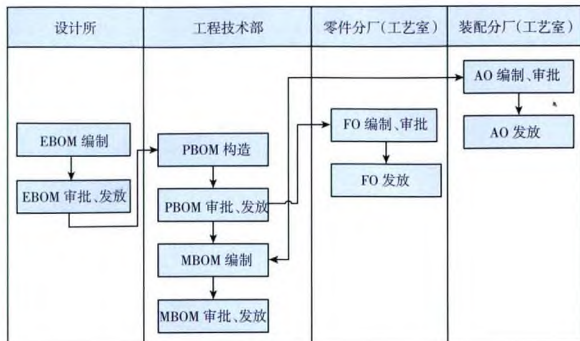 设计所
工程技术部
零件分厂(工艺室)
装配分厂(工艺室)
EBOM 编制
EBOM 审批、发放
PBOM 构造
PBOM 审批、发放
MBOM 编制
MBOM 审批、发放
FO 编制、审批
FO 发放
AO 编制、审批
AO 发放